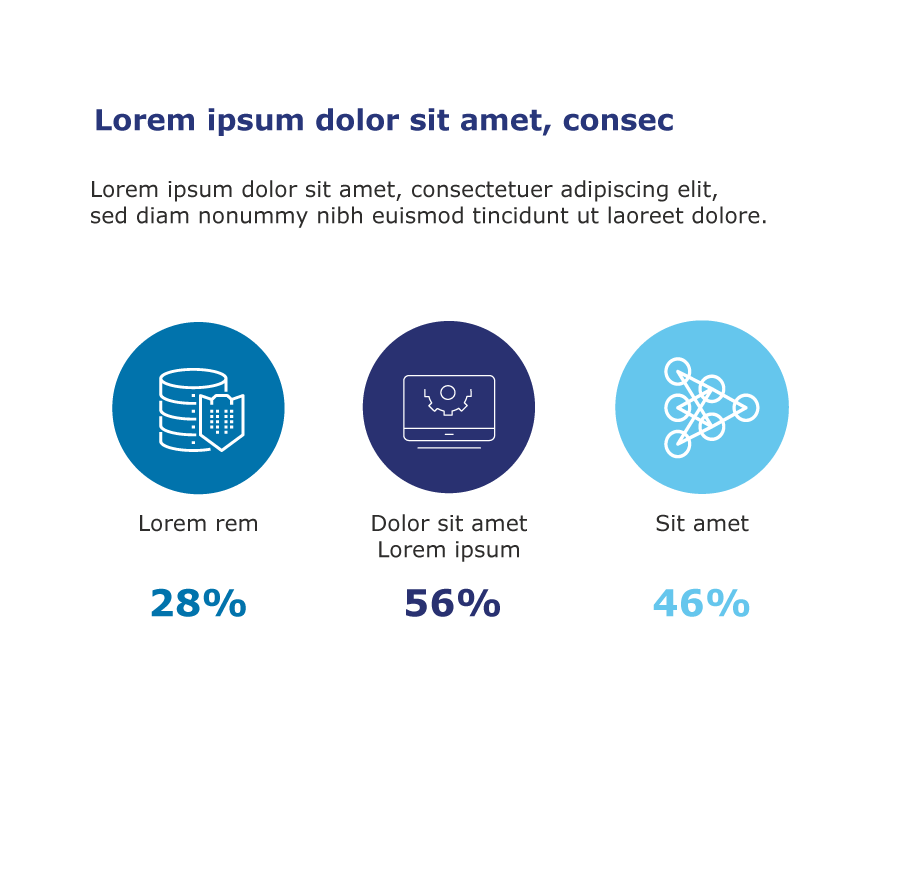 Lorem ipsum dolor sit amet, consec
Lorem ipsum dolor sit amet, consectetuer adipiscing elit,
sed diam nonummy nibh euismod tincidunt ut laoreet dolore.
Lorem rem
Dolor sit amet
Lorem ipsum
Sit amet
28%
56%
46%